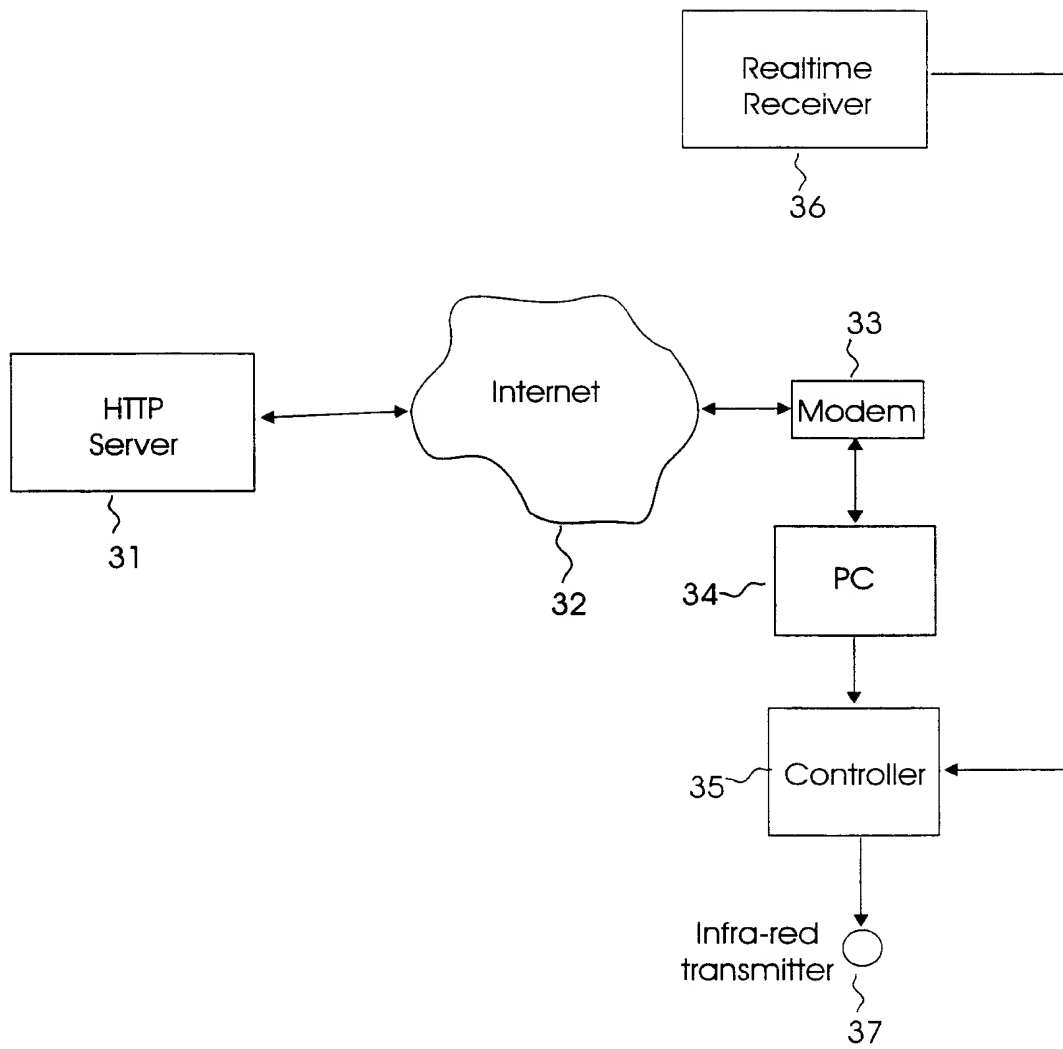 Realtime
Receiver
36
33
Internet
Modem
HTTP
Server
31
32
34
PC
35
Controller
Infra-red
transmitter
37